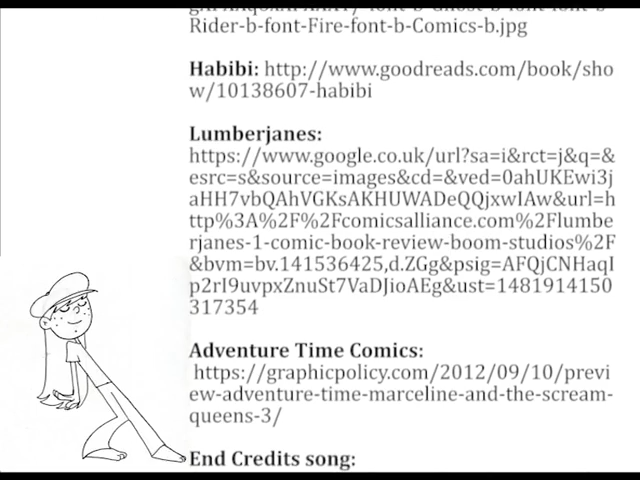 Rider-b-font-Fire-font-b-Comics-b.jpg
Habibi: http://www.goodreads.com/book/sho
w/10138607-habibi
Lumberjanes:
https://www.google.co.uk/url?sa=i&rct=j&q=&
esrc=s&source=images&cd=&ved=0ahUKEwi3j
aHH7vbQAhVGKsAKHUWADeQQjxwIAw&url=h
ttp%3A%2F%2Fcomicsalliance.com%2Flumbe
rjanes-1-comic-book-review-boom-studios%2F
&bvm=bv.141536425,d.ZGg&psig=AFQjCNHaqI
p2rI9uvpxZnuSt7VaDJioAEg&ust=1481914150
317354
Adventure Time Comics:
https://graphicpolicy.com/2012/09/10/previ
ew-adventure-time-marceline-and-the-scream-
queens-3/
End Credits song: